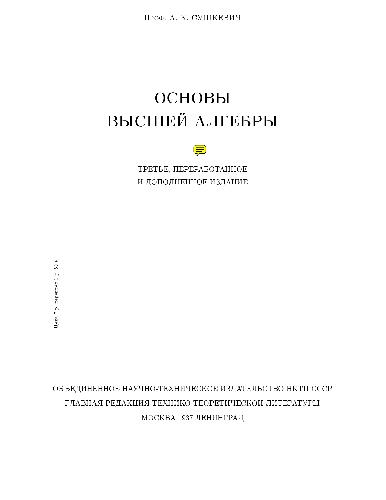 Проф. А. К. СУШКЕВИЧ
ОСНОВЫ
ВЫСШЕЙ АЛГЕБРЫ
ТРЕТЬЕ, ПЕРЕРАБОТАННОЕ
И ДОПОЛНЕННОЕ ИЗДАНИЕ
ОБЪЕДИНЕННОЕ НАУЧНО-ТЕХНИЧЕСКОЕ ИЗДАТЕЛЬСТВО НКТП СССР
ГЛАВНАЯ РЕДАКЦИЯ ТЕХНИКО-ТЕОРЕТИЧЕСКОЙ ЛИТЕРАТУРЫ
МОСКВА 1937 ЛЕНИНГРАД